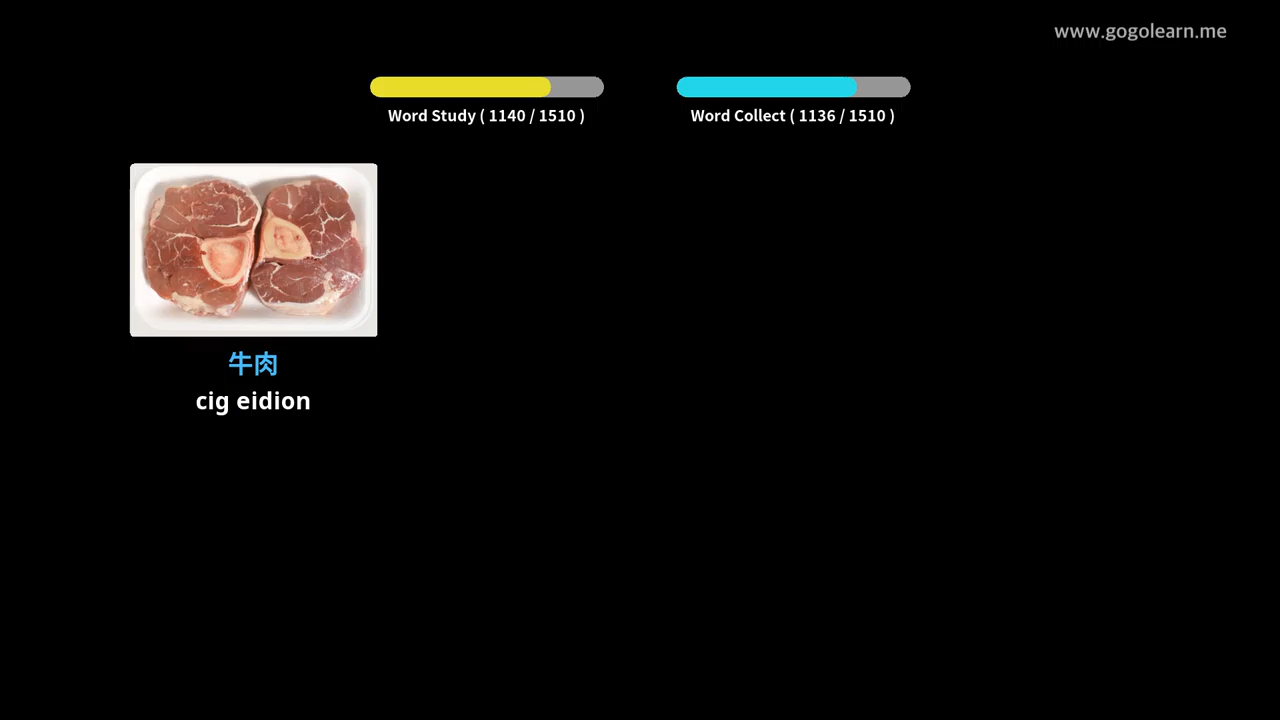 www.gogolearn.me
Word Study ( 1140 / 1510 )
Word Collect ( 1136 / 1510 )
牛肉
cig eidion